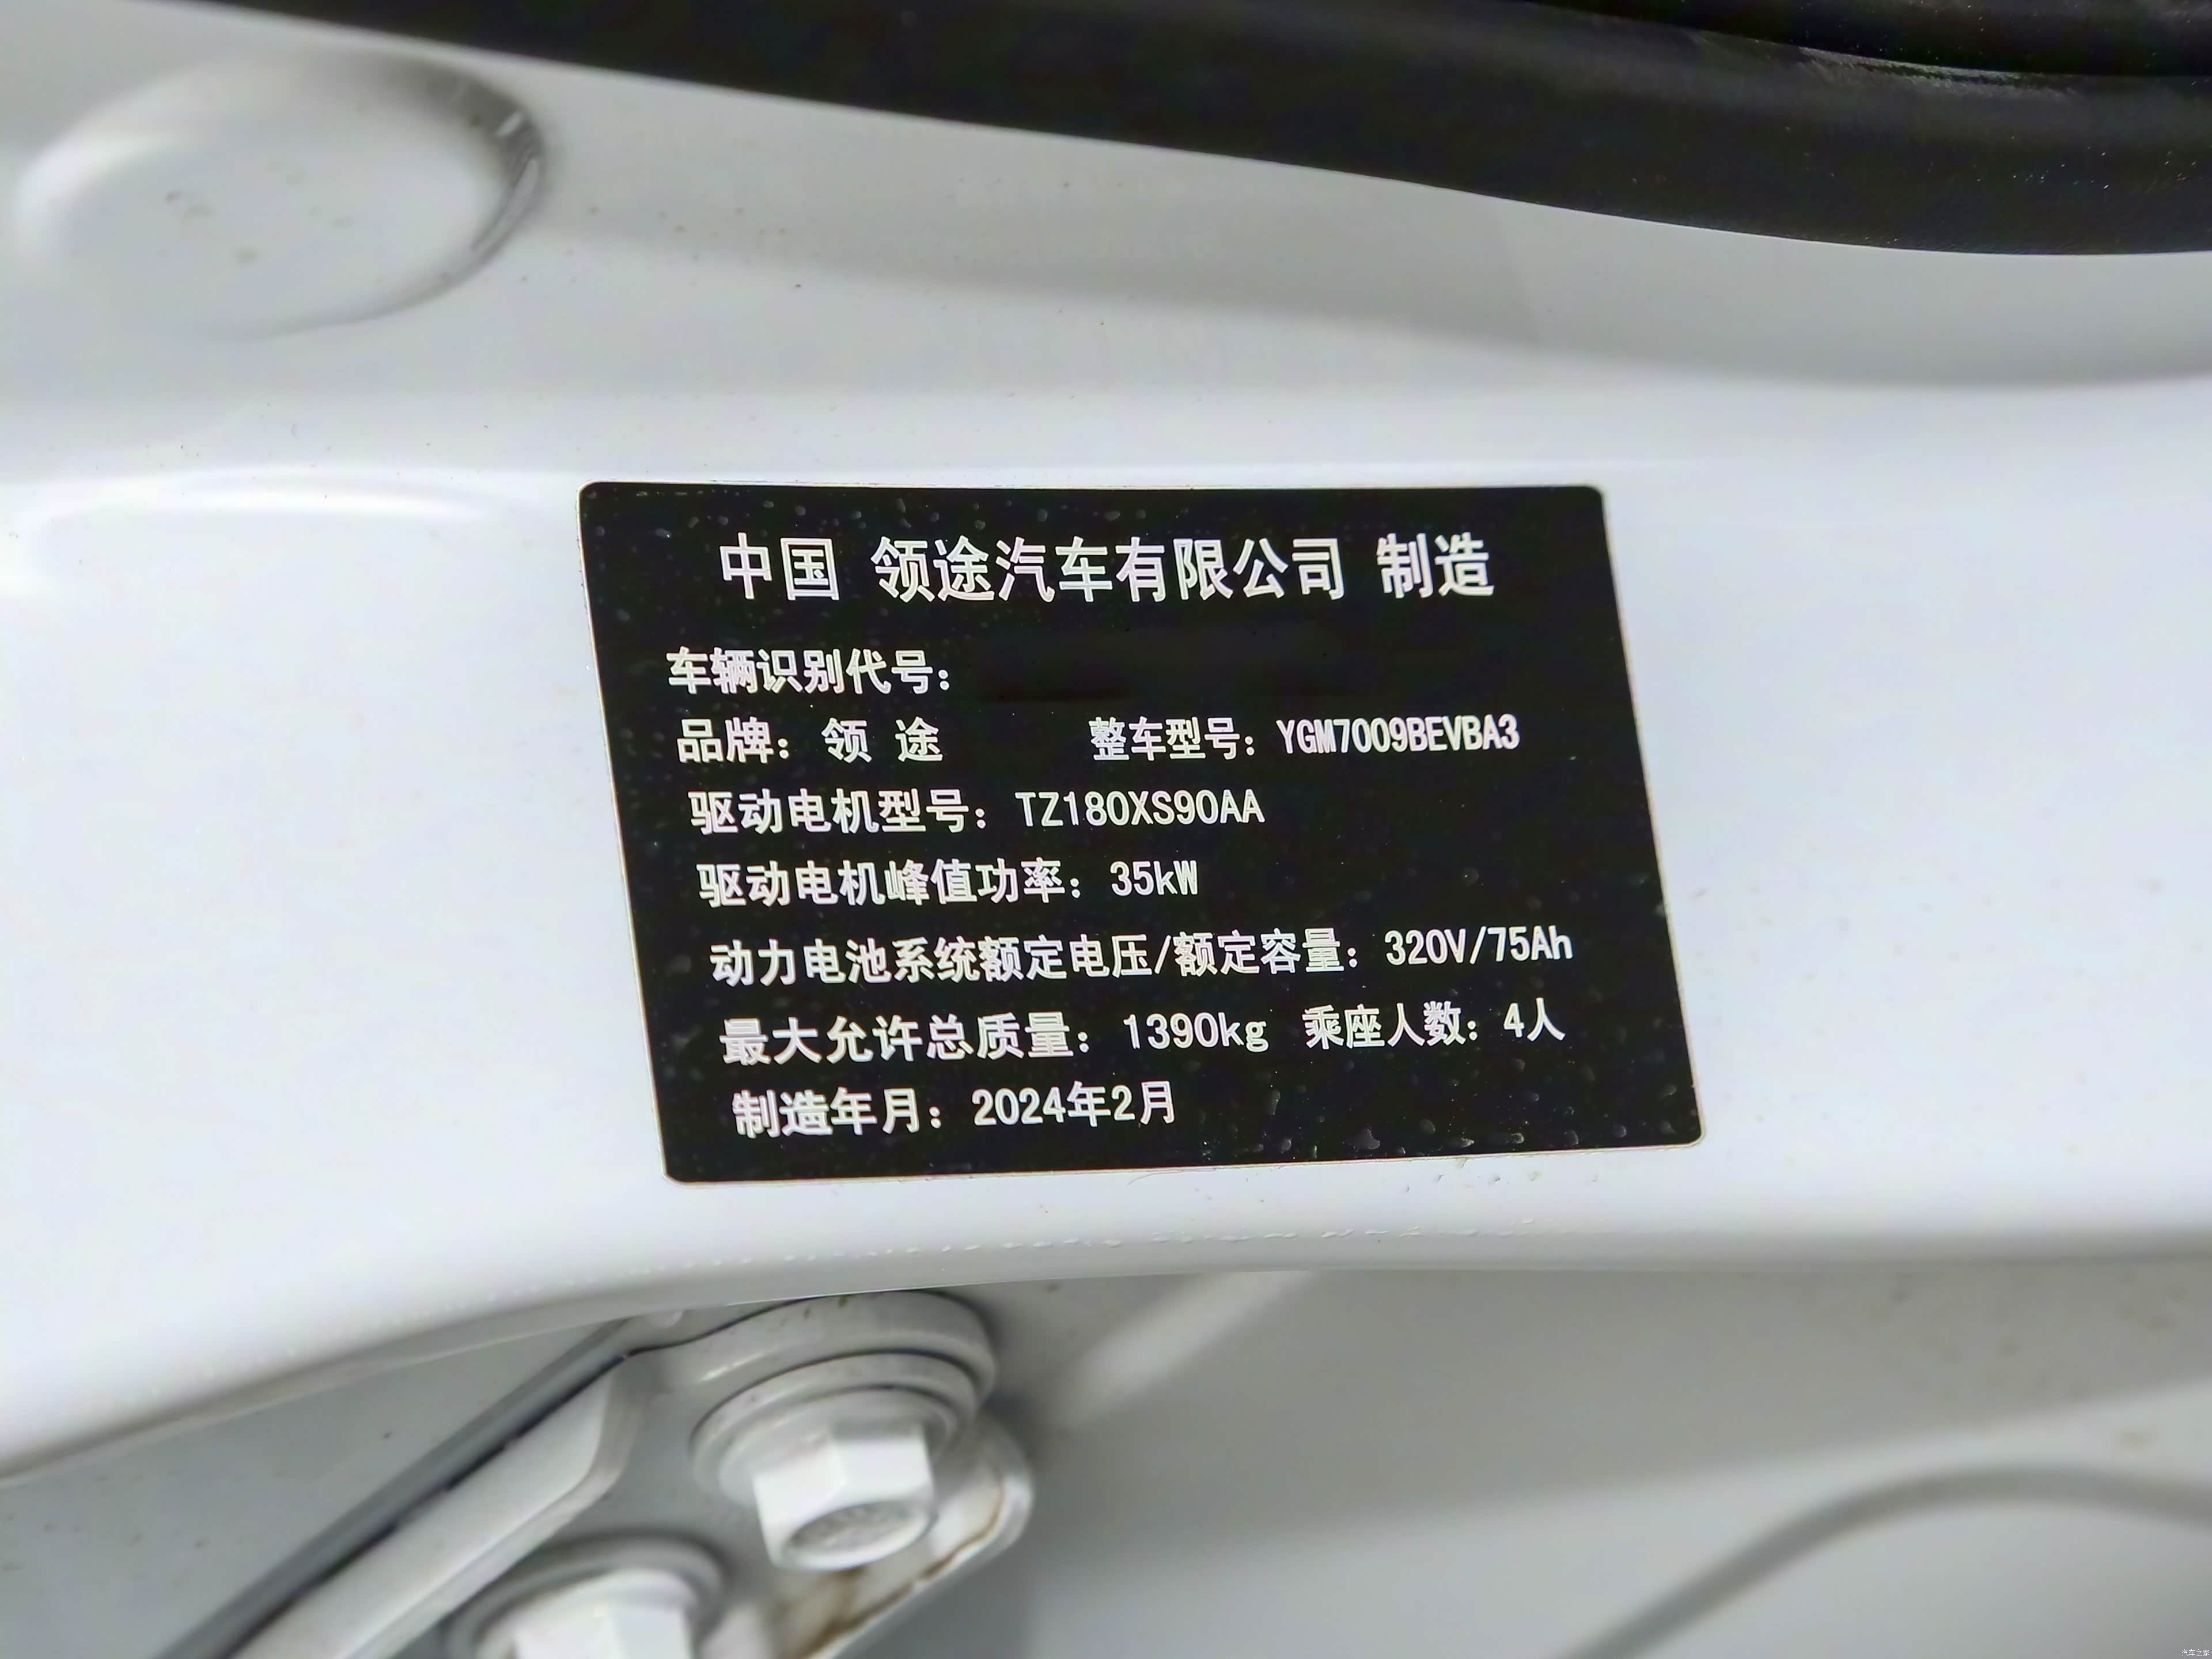 中国 领途汽车有限公司 制造
车辆识别代号：
品牌：领 途 整车型号：YGM7009BEVBA3
驱动电机型号：TZ180XS90AA
驱动电机峰值功率：35kW
动力电池系统额定电压/额定容量：320V/75Ah
最大允许总质量：1390kg 乘座人数：4人
制造年月：2024年2月
汽车之家